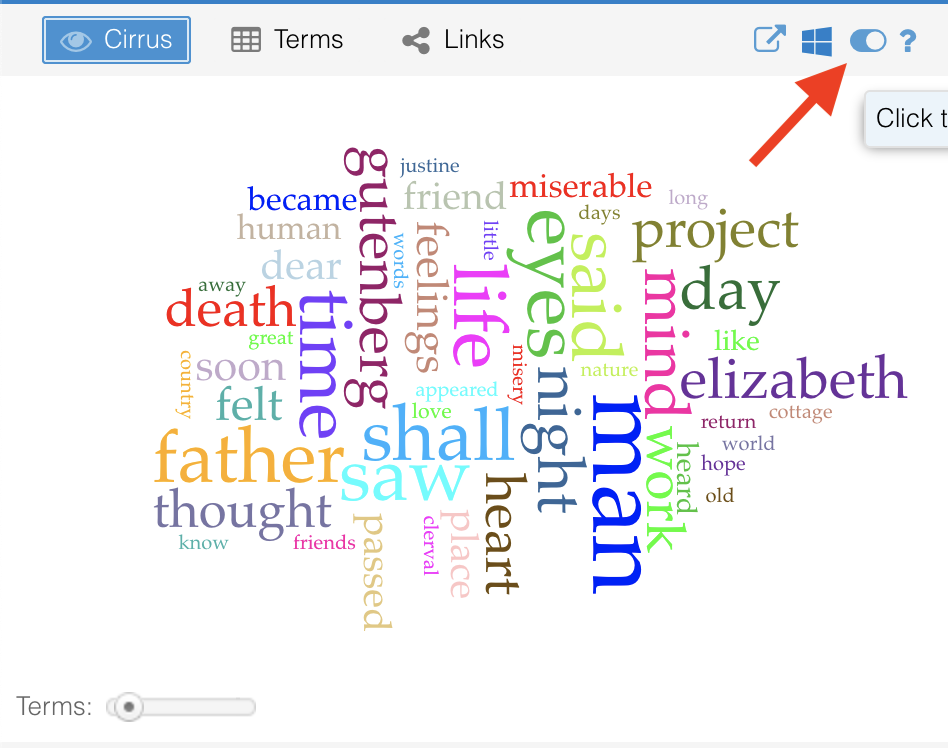 Cirrus Terms Links ?
Click t
justine
gutenberg
friend
miserable
long
became
days
human
words
feelings
little
eyes
said
project
dear
away
life
mind
day
death
time
great
like
country
soon
misery
nature
elizabeth
appeared
felt
love
night
man
return
cottage
shall
work
heard
world
father
saw
hope
heart
old
thought
know
friends
passed
clerval
place
Terms: